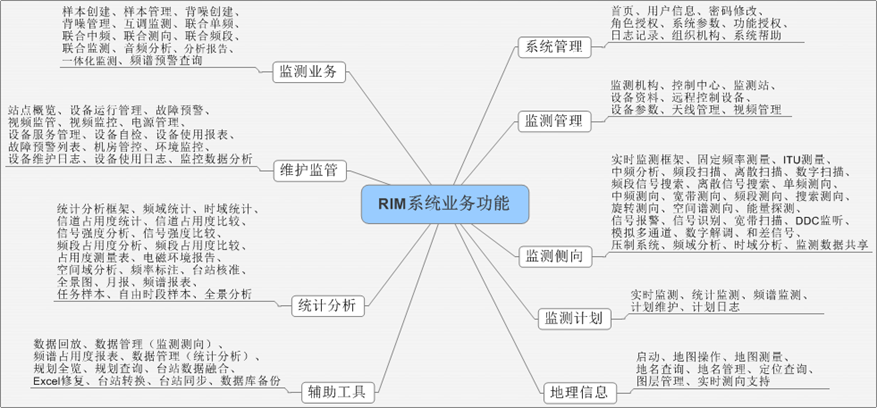 样本创建、样本管理、背噪创建、
背噪管理、互调监测、联合单频、
联合中频、联合测向、联合频段、
联合监测、音频分析、分析报告、
一体化监测、频谱预警查询
监测业务
站点概览、设备运行管理、故障预警、
视频监管、视频监控、电源管理、
设备服务管理、设备自检、设备使用报表、
故障预警列表、机房管控、环境监控、
设备维护日志、设备使用日志、监控数据分析
维护监管
统计分析框架、频域统计、时域统计、
信道占用度统计、信道占用度比较、
信号强度分析、信号强度比较、
频段占用度分析、频段占用度比较、
占用度测量表、电磁环境报告、
空间域分析、频率标注、台站核准、
全景图、月报、频谱报表、
任务样本、自由时段样本、全景分析
统计分析
数据回放、数据管理（监测测向）、
频谱占用度报表、数据管理（统计分析）、
规划全览、规划查询、台站数据融合、
Excel修复、台站转换、台站同步、数据库备份
辅助工具
RIM系统业务功能
首页、用户信息、密码修改、
角色授权、系统参数、功能授权、
日志记录、组织机构、系统帮助
系统管理
监测机构、控制中心、监测站、
设备资料、远程控制设备、
设备参数、天线管理、视频管理
监测管理
实时监测框架、固定频率测量、ITU测量、
中频分析、频段扫描、离散扫描、数字扫描、
频段信号搜索、离散信号搜索、单频测向、
中频测向、宽带测向、频段测向、搜索测向、
旋转测向、空间谱测向、能量探测、
信号报警、信号识别、宽带扫描、DDC监听、
模拟多通道、数字解调、和差信号、
压制系统、频域分析、时域分析、监测数据共享
监测侧向
实时监测、统计监测、频谱监测、
计划维护、计划日志
监测计划
启动、地图操作、地图测量、
地名查询、地名管理、定位查询、
图层管理、实时测向支持
地理信息